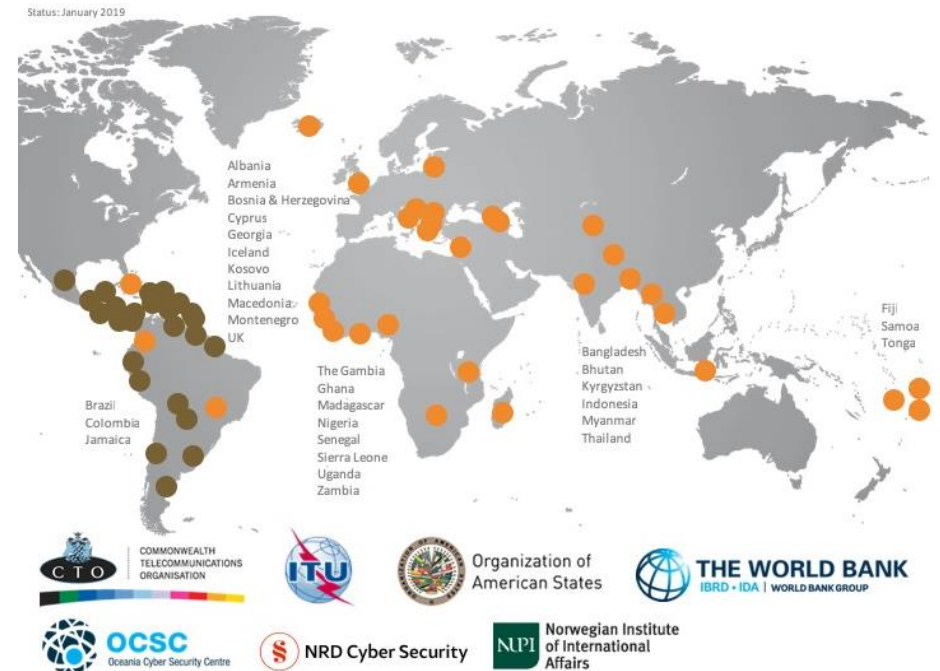 Status: January 2019
Albania
Armenia
Bosnia & Herzegovina
Cyprus
Georgia
Iceland
Kosovo
Lithuania
Macedonia
Montenegro
UK
Fiji
Samoa
Tonga
The Gambia
Ghana
Madagascar
Nigeria
Senegal
Sierra Leone
Uganda
Zambia
Bangladesh
Bhutan
Kyrgyzstan
Indonesia
Myanmar
Thailand
Brazil
Colombia
Jamaica
CTO
COMMONWEALTH
TELECOMMUNICATIONS
ORGANISATION
ITU
Organization of
American States
THE WORLD BANK
IBRD • IDA | WORLD BANK GROUP
OCSC
Oceania Cyber Security Centre
NRD Cyber Security
NUPI
Norwegian Institute
of International
Affairs